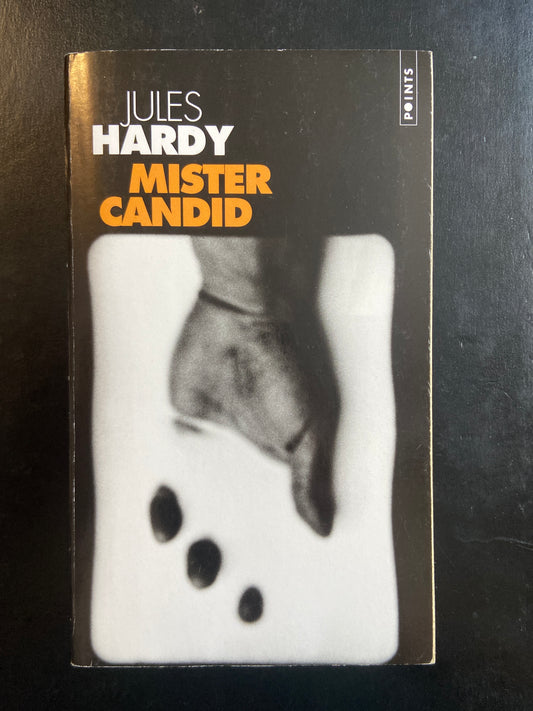 JULES
HARDY
MISTER
CANDID
POINTS